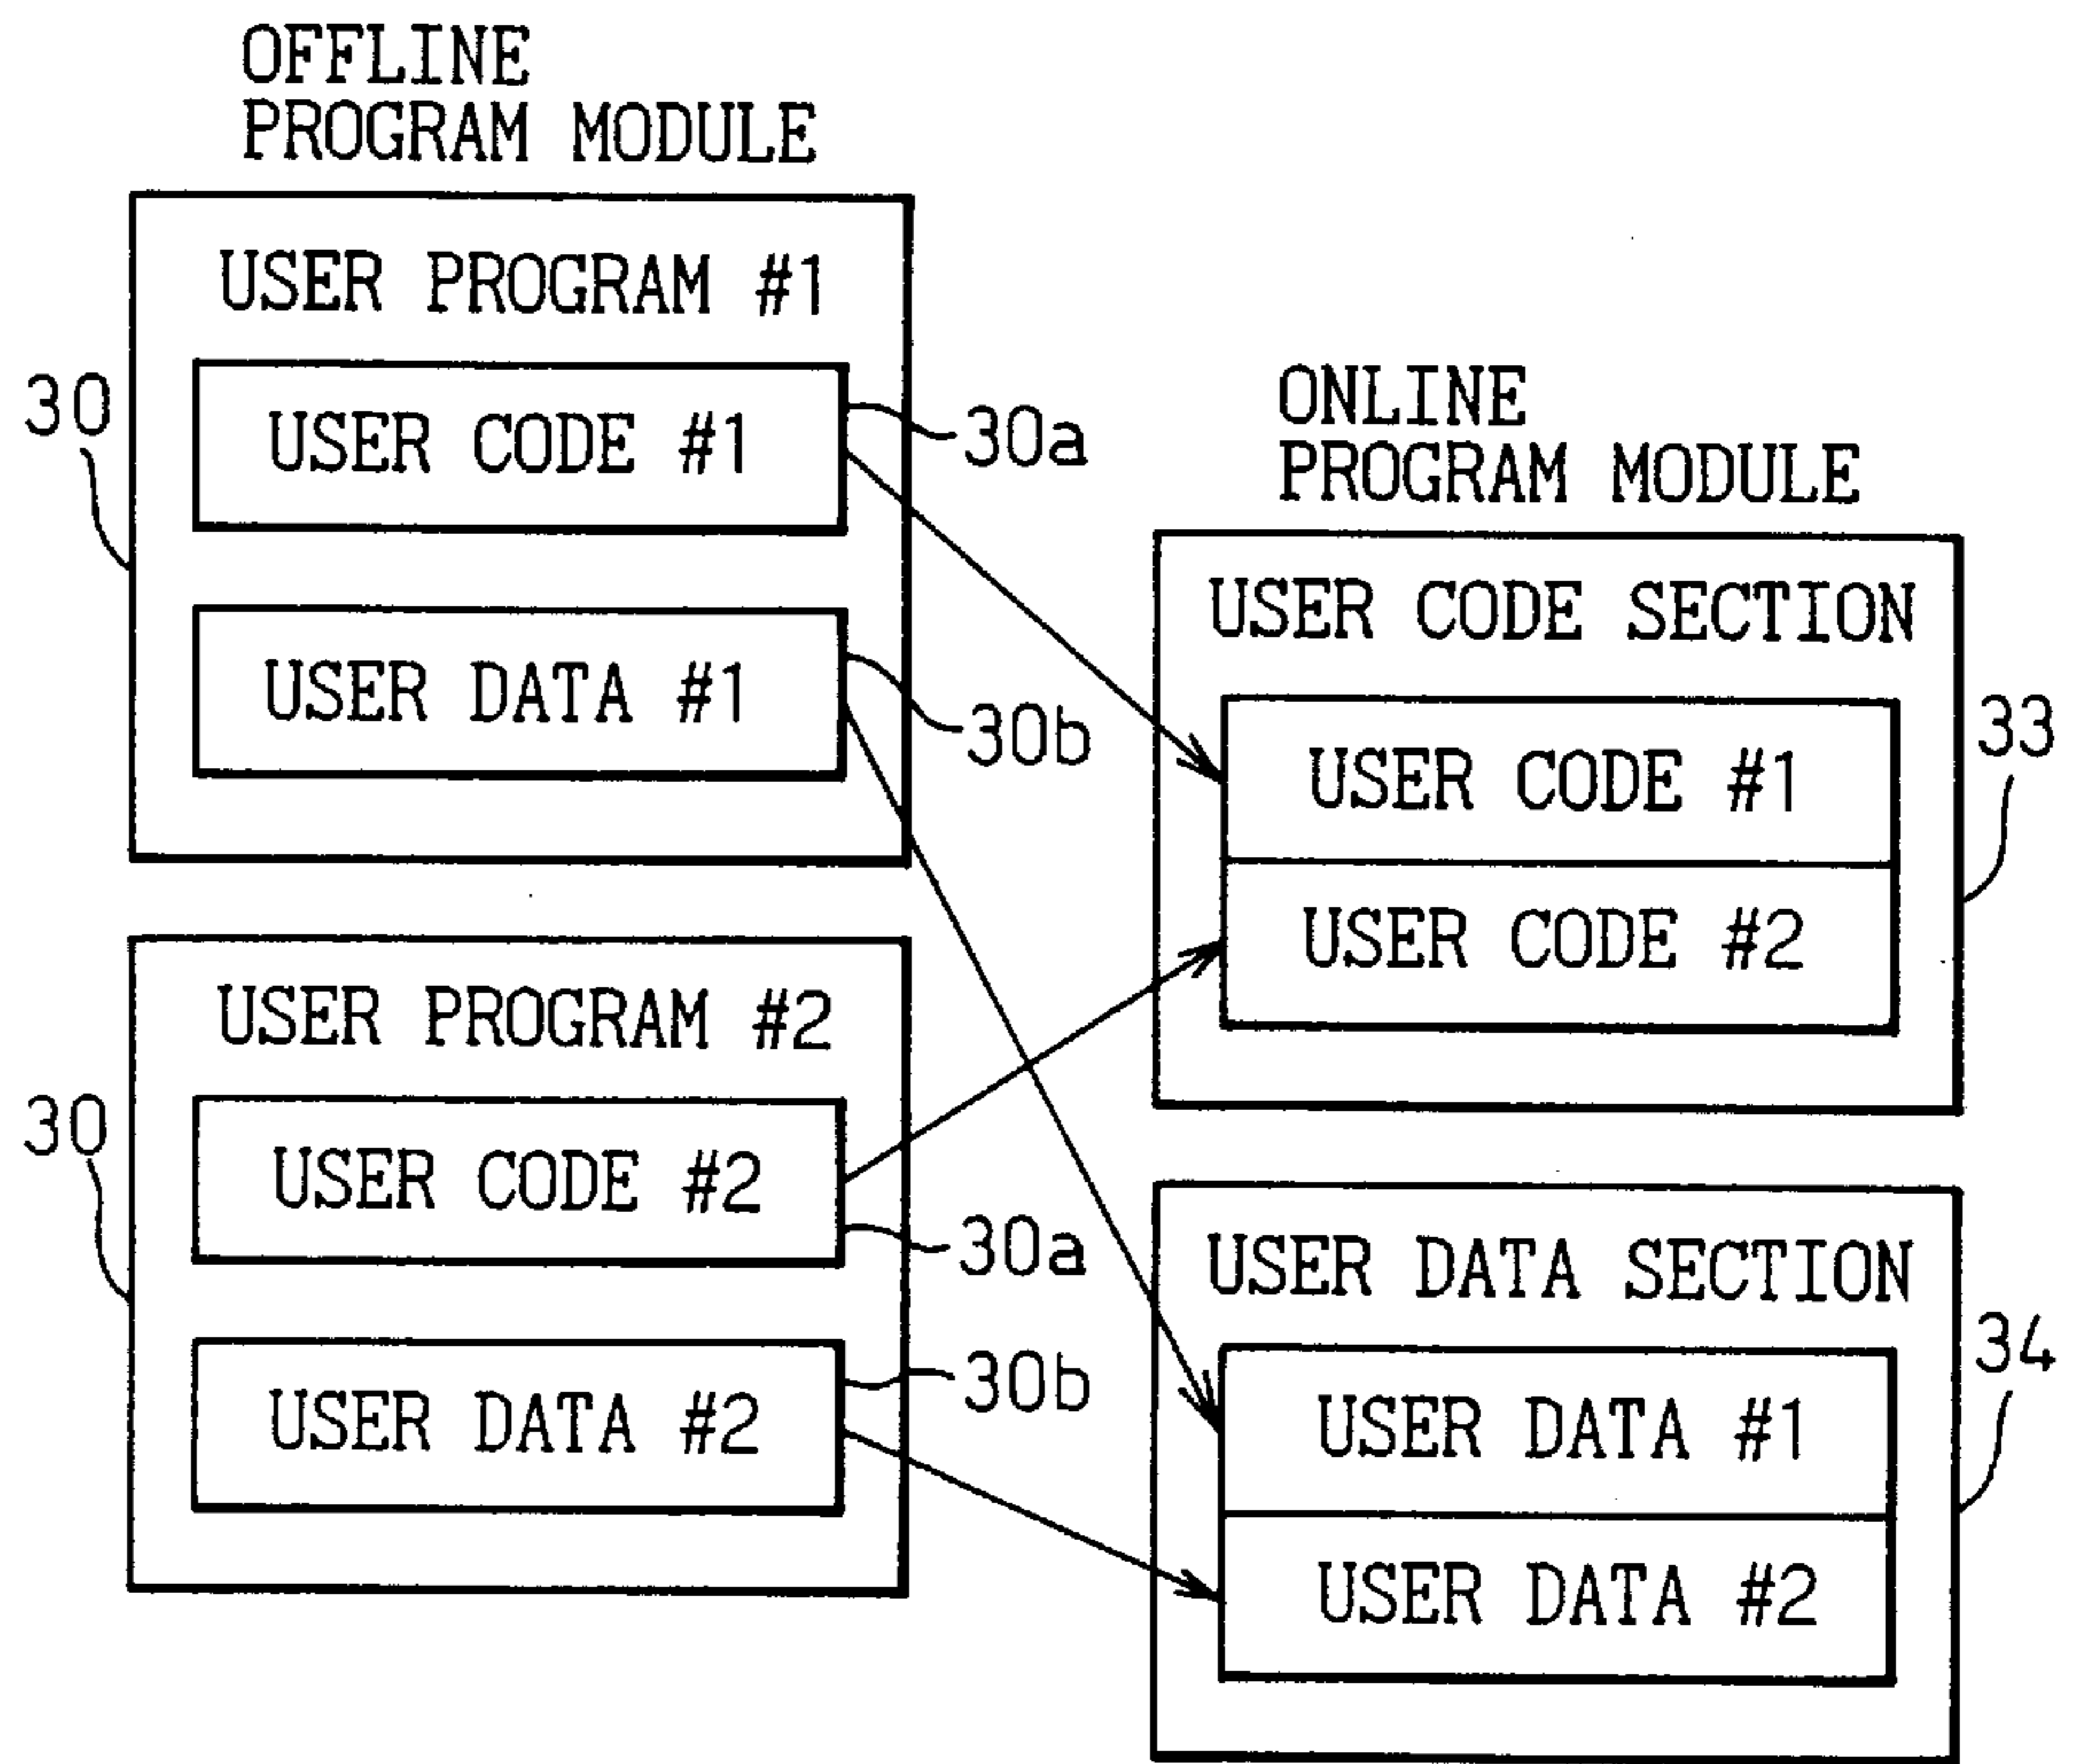 OFFLINE
PROGRAM MODULE
USER PROGRAM #1
30
USER CODE #1
30a
USER DATA #1
30b
USER PROGRAM #2
30
USER CODE #2
30a
USER DATA #2
30b
ONLINE
PROGRAM MODULE
USER CODE SECTION
33
USER CODE #1
USER CODE #2
USER DATA SECTION
34
USER DATA #1
USER DATA #2